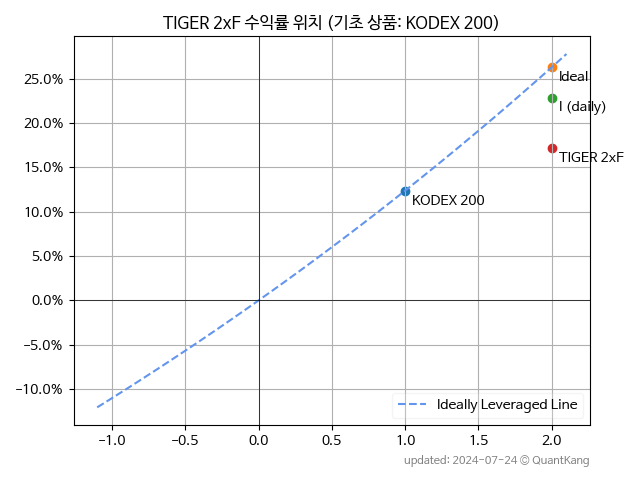 TIGER 2xF 수익률 위치 (기초 상품: KODEX 200)
25.0%
20.0%
15.0%
10.0%
5.0%
0.0%
−5.0%
−10.0%
Ideal
I (daily)
TIGER 2xF
KODEX 200
Ideally Leveraged Line
−1.0 −0.5 0.0 0.5 1.0 1.5 2.0
updated: 2024-07-24 © QuantKang